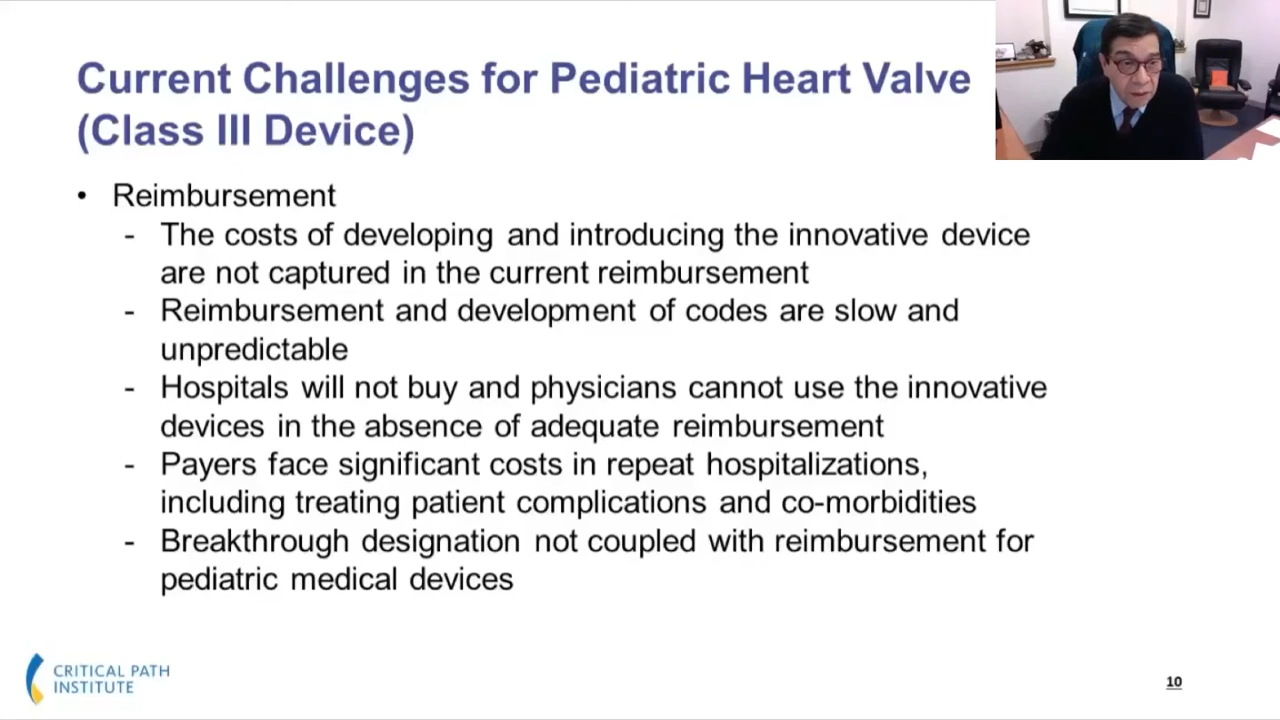 Current Challenges for Pediatric Heart Valve
(Class III Device)
• Reimbursement
- The costs of developing and introducing the innovative device
are not captured in the current reimbursement
- Reimbursement and development of codes are slow and
unpredictable
- Hospitals will not buy and physicians cannot use the innovative
devices in the absence of adequate reimbursement
- Payers face significant costs in repeat hospitalizations,
including treating patient complications and co-morbidities
- Breakthrough designation not coupled with reimbursement for
pediatric medical devices
CRITICAL PATH
INSTITUTE
10